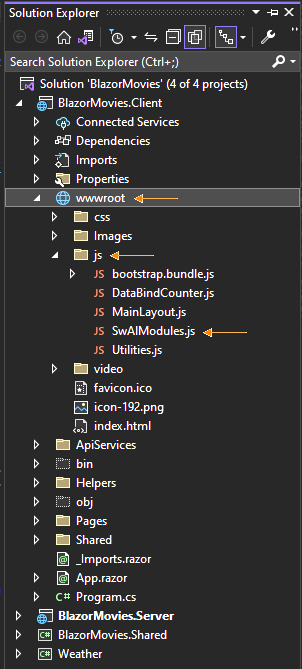 Solution Explorer
Search Solution Explorer (Ctrl+;)
Solution 'BlazorMovies' (4 of 4 projects)
BlazorMovies.Client
Connected Services
Dependencies
Imports
Properties
wwwroot
css
Images
js
JS bootstrap.bundle.js
JS DataBindCounter.js
JS MainLayout.js
JS SwAlModules.js
JS Utilities.js
video
favicon.ico
icon-192.png
index.html
ApiServices
bin
Helpers
obj
Pages
Shared
_Imports.razor
App.razor
C# Program.cs
BlazorMovies.Server
C# BlazorMovies.Shared
Weather